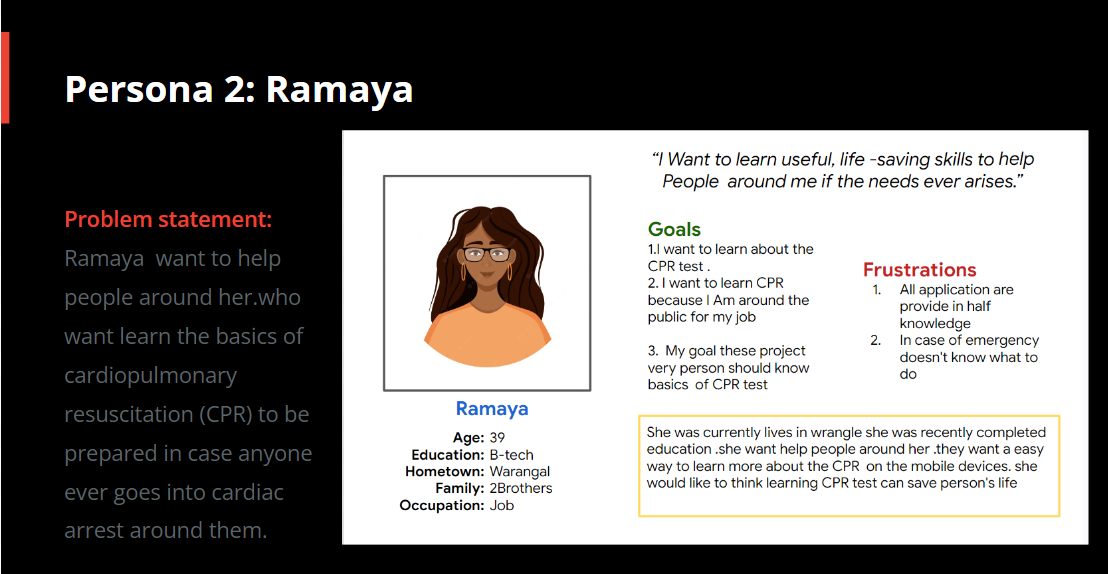 Persona 2: Ramaya
Problem statement:
Ramaya want to help
people around her.who
want learn the basics of
cardiopulmonary
resuscitation (CPR) to be
prepared in case anyone
ever goes into cardiac
arrest around them.
“I Want to learn useful, life -saving skills to help
People around me if the needs ever arises.”
Goals
1.I want to learn about the
CPR test .
2. I want to learn CPR
because I Am around the
public for my job
3. My goal these project
very person should know
basics of CPR test
Frustrations
1. All application are
provide in half
knowledge
2. In case of emergency
doesn't know what to
do
Ramaya
Age: 39
Education: B-tech
Hometown: Warangal
Family: 2Brothers
Occupation: Job
She was currently lives in wrangle she was recently completed
education .she want help people around her .they want a easy
way to learn more about the CPR on the mobile devices. she
would like to think learning CPR test can save person's life